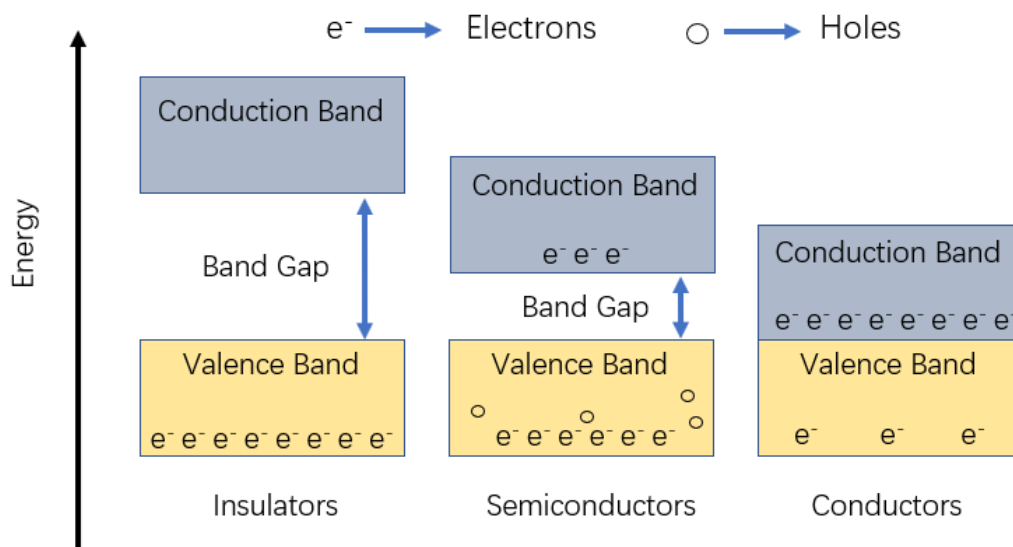 e⁻ Electrons Holes
Energy
Conduction Band
Band Gap
Valence Band
e⁻ e⁻ e⁻ e⁻ e⁻ e⁻ e⁻ e⁻
Insulators
Conduction Band
e⁻ e⁻ e⁻
Band Gap
Valence Band
e⁻ e⁻ e⁻ e⁻ e⁻ e⁻
Semiconductors
Conduction Band
e⁻ e⁻ e⁻ e⁻ e⁻ e⁻ e⁻ e⁻
Valence Band
e⁻ e⁻ e⁻
Conductors